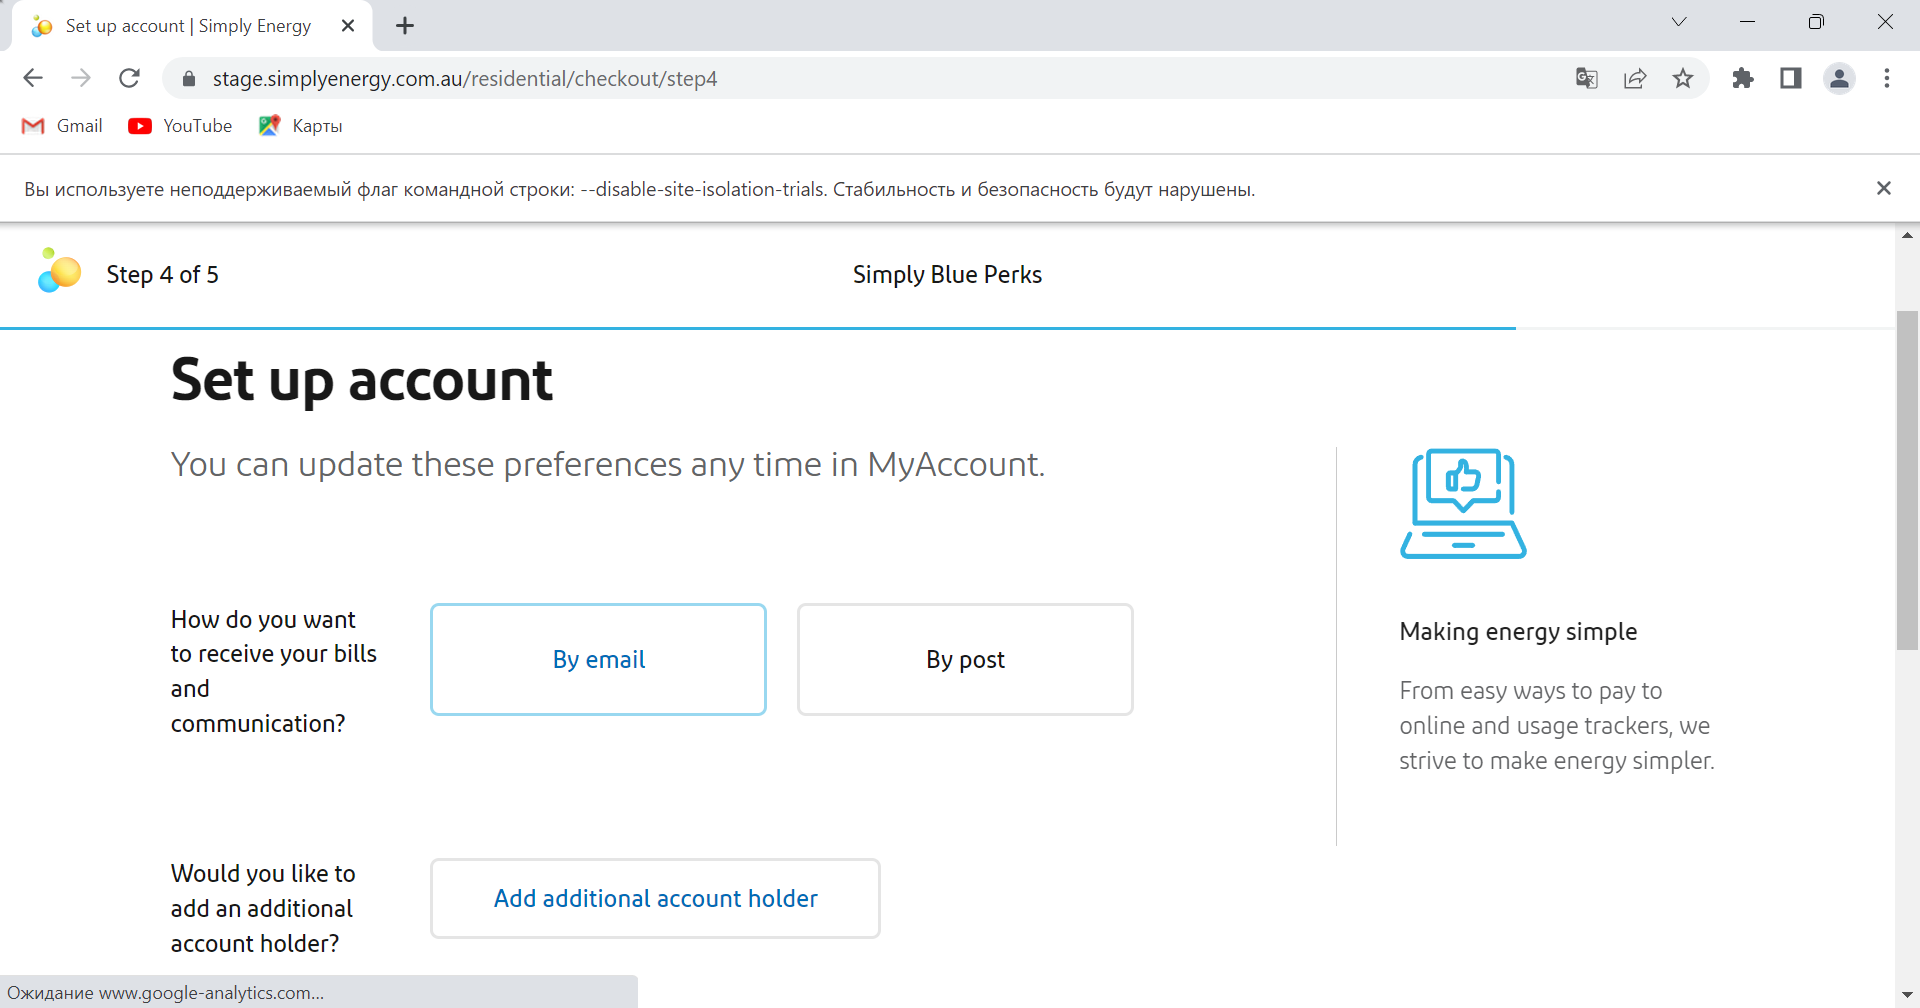 Set up account | Simply Energy
stage.simplyenergy.com.au/residential/checkout/step4
Gmail YouTube Карты
Вы используете неподдерживаемый флаг командной строки: --disable-site-isolation-trials. Стабильность и безопасность будут нарушены.
Step 4 of 5
Simply Blue Perks
Set up account
You can update these preferences any time in MyAccount.
How do you want
to receive your bills
and
communication?
By email
By post
Making energy simple
From easy ways to pay to
online and usage trackers, we
strive to make energy simpler.
Would you like to
add an additional
account holder?
Add additional account holder
Ожидание www.google-analytics.com...